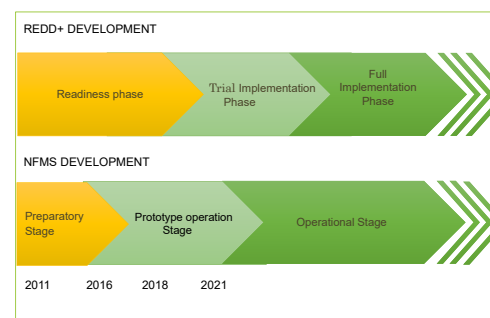 REDD+ DEVELOPMENT
Readiness phase
Trial Implementation
Phase
Full
Implementation
Phase
NFMS DEVELOPMENT
Preparatory
Stage
Prototype operation
Stage
Operational Stage
2011 2016 2018 2021